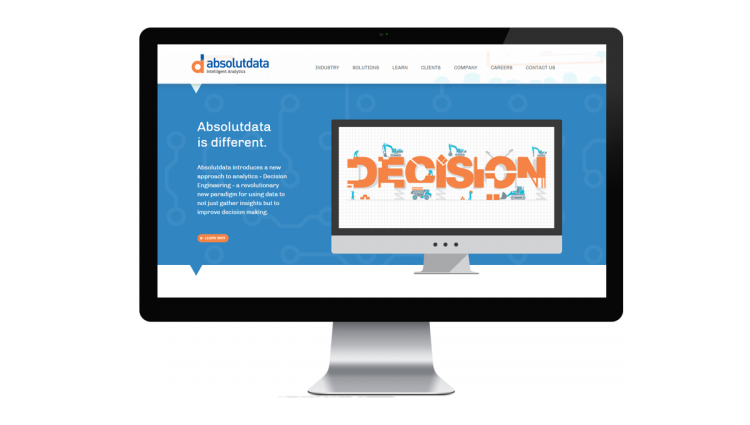 absolutdata
Intelligent Analytics
INDUSTRY SOLUTIONS LEARN CLIENTS COMPANY CAREERS CONTACT US
Absolutdata
is different.
Absolutdata introduces a new
approach to analytics - Decision
Engineering - a revolutionary
new paradigm for using data to
not just gather insights but to
improve decision making.
LEARN WHY
DECISION